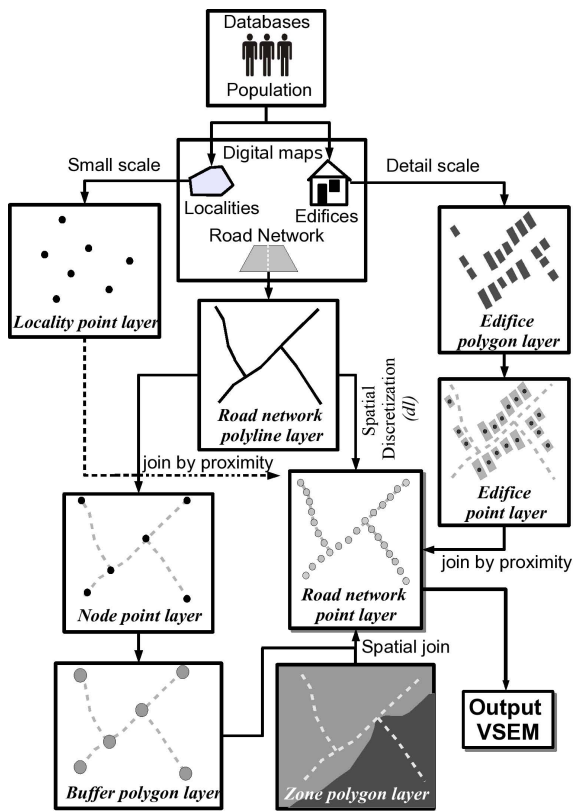 Databases
Population
Digital maps
Small scale
Detail scale
Localities
Edifices
Road Network
Locality point layer
Edifice
polygon layer
Road network
polyline layer
Spatial
Discretization
(dl)
join by proximity
Edifice
point layer
join by proximity
Node point layer
Road network
point layer
Spatial join
Output
VSEM
Buffer polygon layer
Zone polygon layer